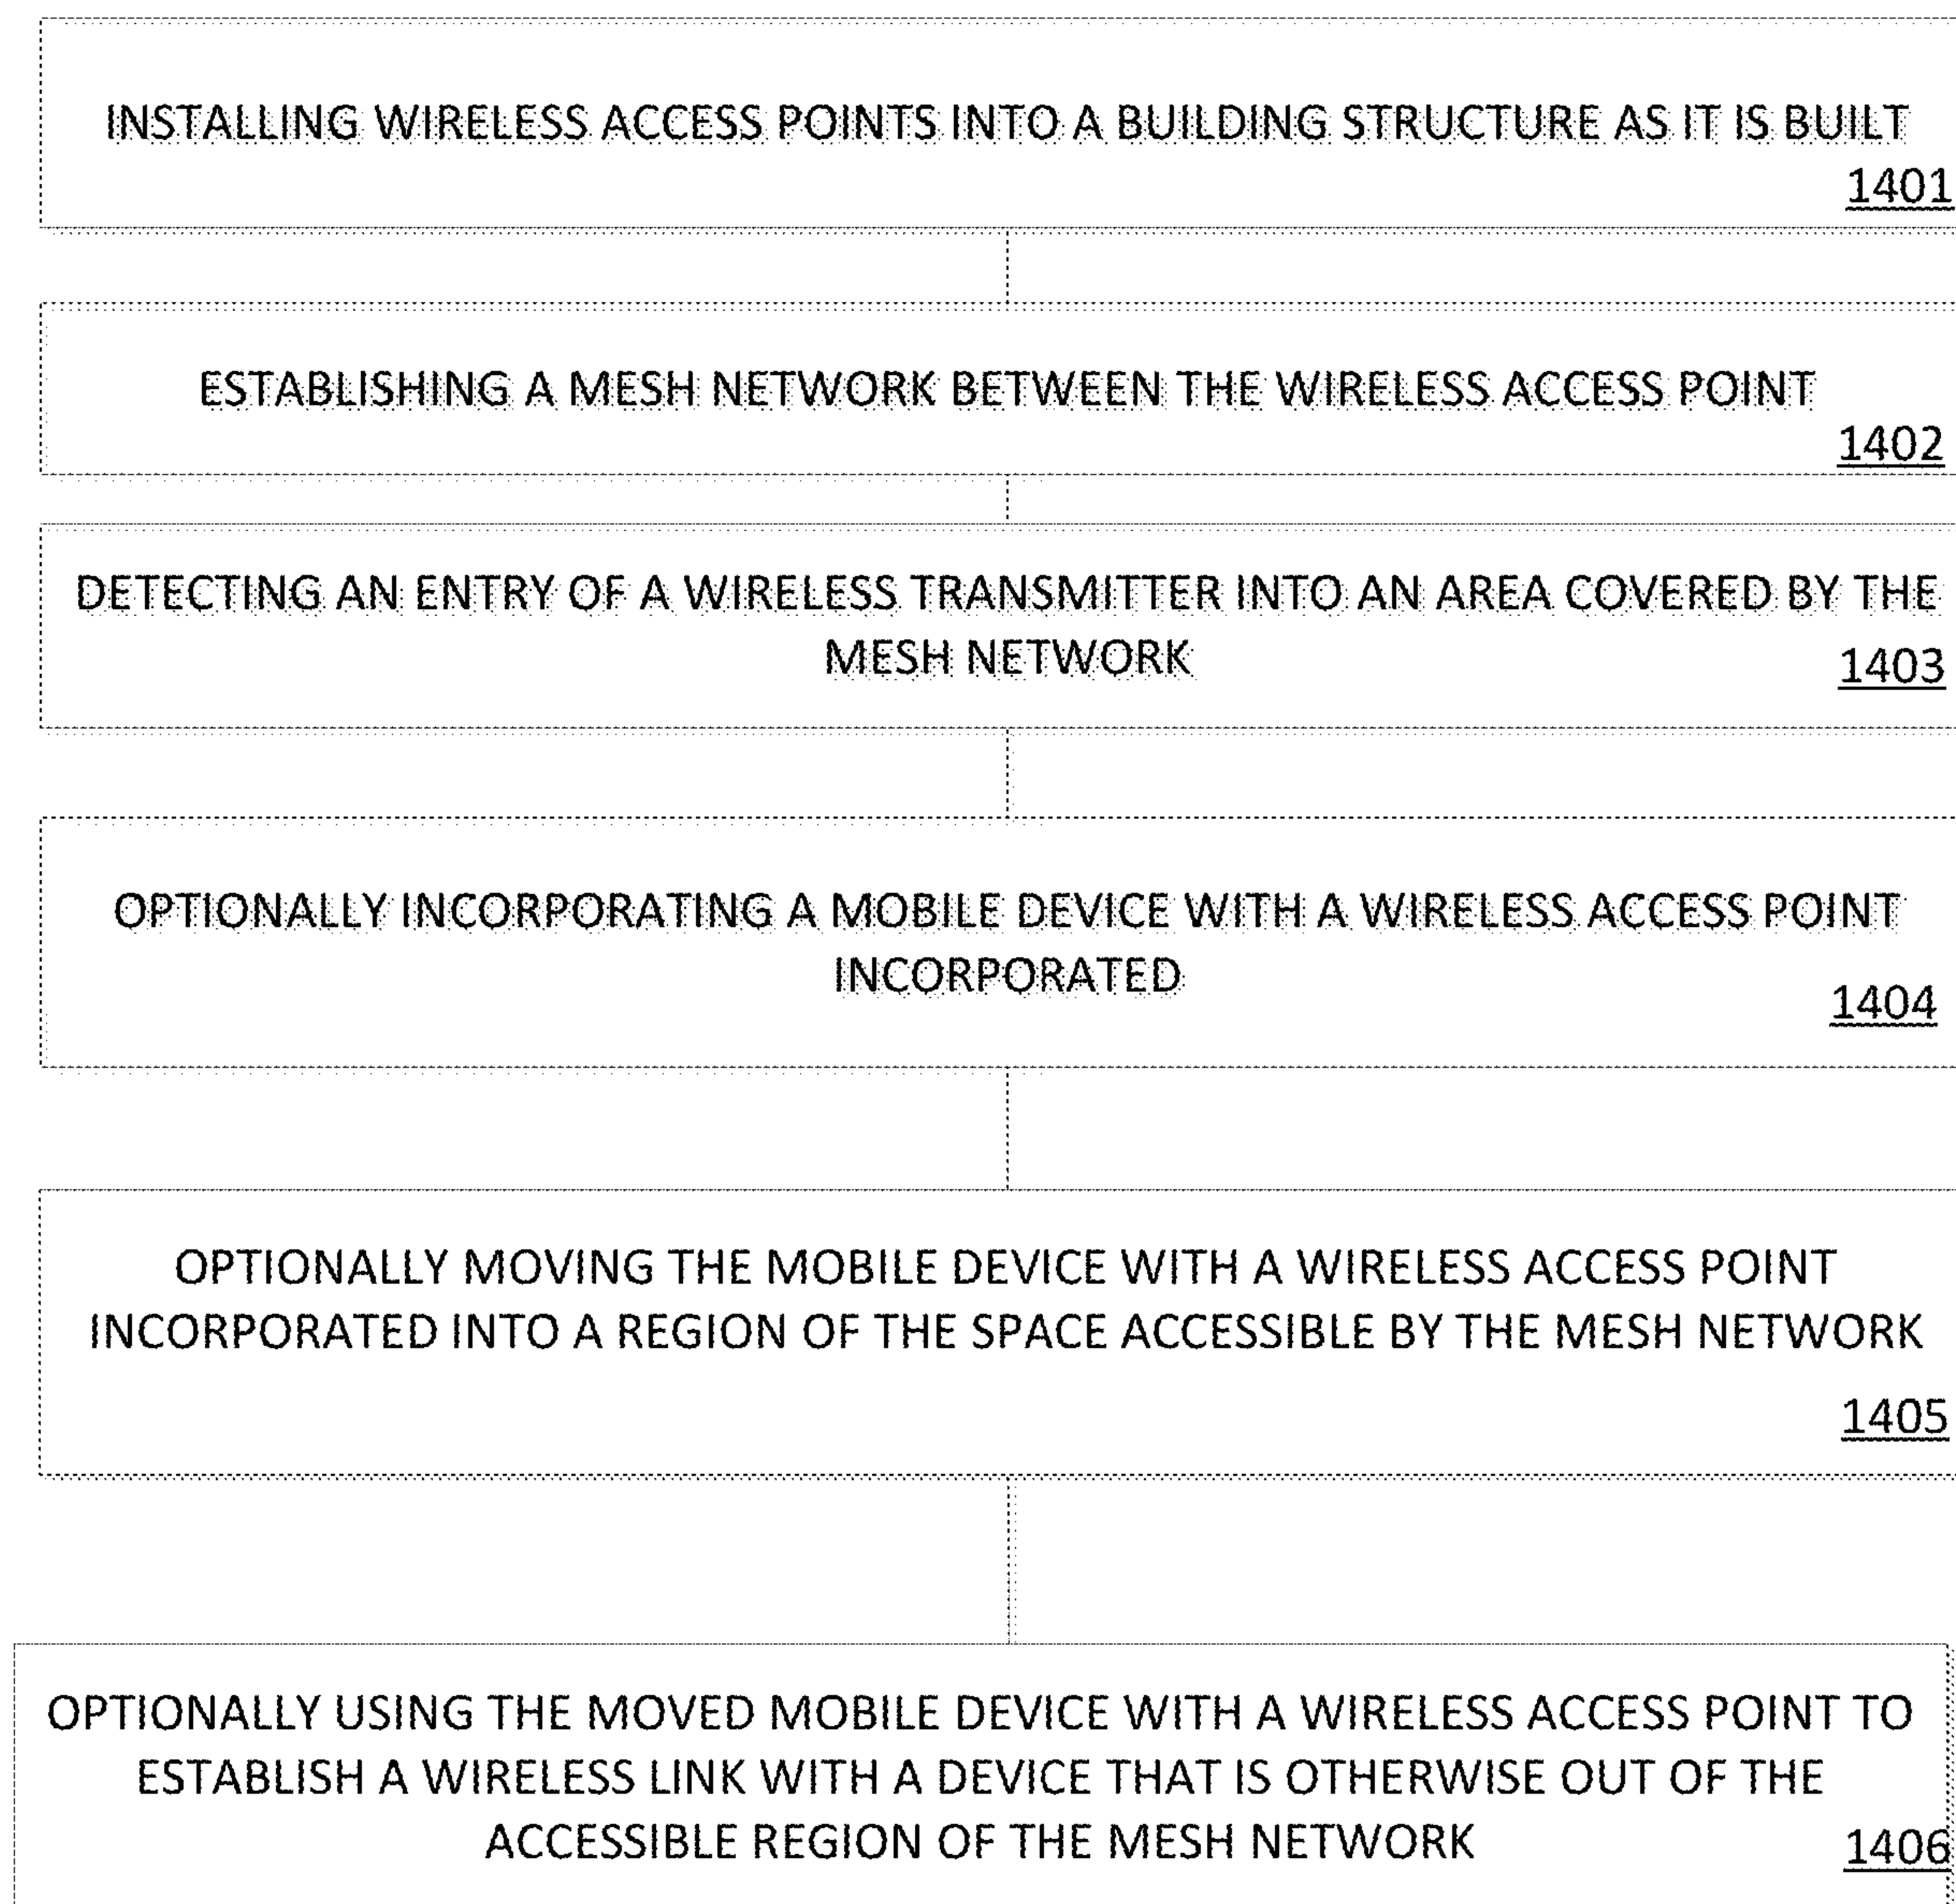 INSTALLING WIRELESS ACCESS POINTS INTO A BUILDING STRUCTURE AS IT IS BUILT
1401
ESTABLISHING A MESH NETWORK BETWEEN THE WIRELESS ACCESS POINT
1402
DETECTING AN ENTRY OF A WIRELESS TRANSMITTER INTO AN AREA COVERED BY THE
MESH NETWORK
1403
OPTIONALLY INCORPORATING A MOBILE DEVICE WITH A WIRELESS ACCESS POINT
INCORPORATED
1404
OPTIONALLY MOVING THE MOBILE DEVICE WITH A WIRELESS ACCESS POINT
INCORPORATED INTO A REGION OF THE SPACE ACCESSIBLE BY THE MESH NETWORK
1405
OPTIONALLY USING THE MOVED MOBILE DEVICE WITH A WIRELESS ACCESS POINT TO
ESTABLISH A WIRELESS LINK WITH A DEVICE THAT IS OTHERWISE OUT OF THE
ACCESSIBLE REGION OF THE MESH NETWORK
1406